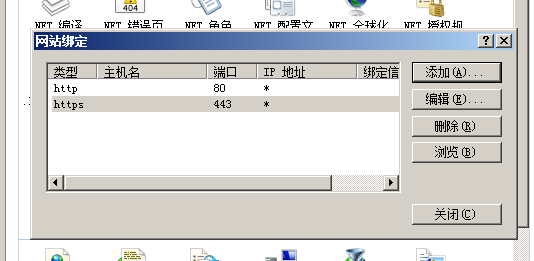 .NET 编译 .NET 错误页 .NET 角色 .NET 配置文 .NET 全球化 .NET 授权规
网站绑定
类型 主机名 端口 IP 地址 绑定信
http 80 *
https 443 *
添加(A)...
编辑(E)...
删除(R)
浏览(B)
关闭(C)
404